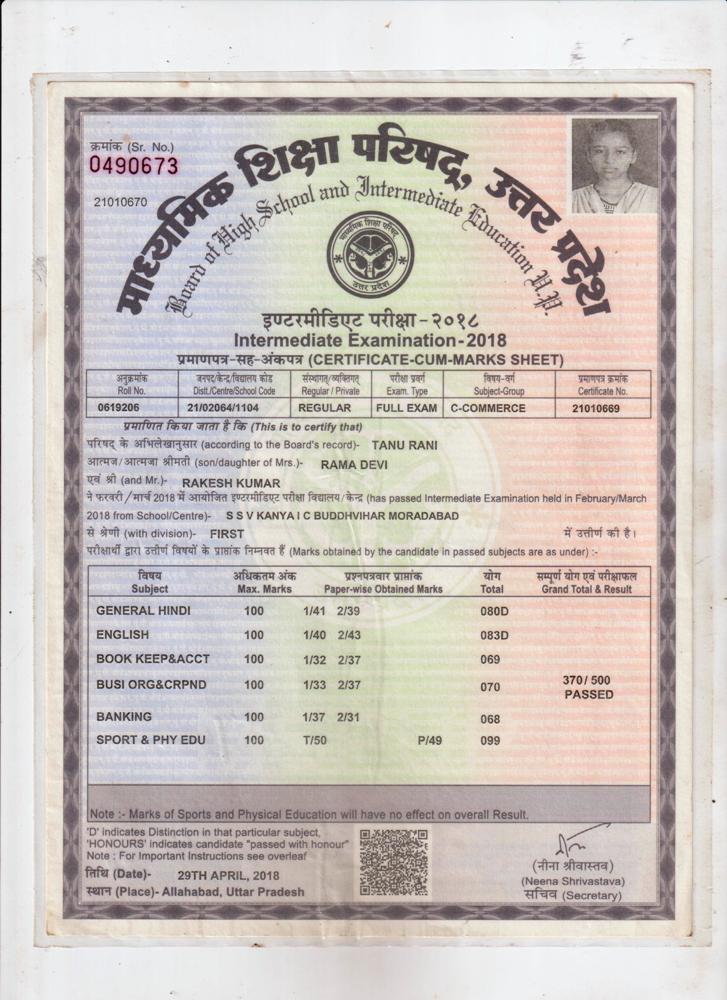 क्रमांक (Sr. No.)
0490673
21010670
माध्यमिक शिक्षा परिषद, उत्तर प्रदेश
Board of High School and Intermediate Education U.P.
माध्यमिक शिक्षा परिषद
उत्तर प्रदेश
इण्टरमीडिएट परीक्षा-२०१८
Intermediate Examination-2018
प्रमाणपत्र-सह-अंकपत्र (CERTIFICATE-CUM-MARKS SHEET)
अनुक्रमांक जनपद/केन्द्र/विद्यालय कोड संस्थागत/व्यक्तिगत परीक्षा प्रवर्ग विषय-वर्ग प्रमाणपत्र क्रमांक
Roll No. Distt./Centre/School Code Regular / Private Exam. Type Subject-Group Certificate No.
0619206 21/02064/1104 REGULAR FULL EXAM C-COMMERCE 21010669
प्रमाणित किया जाता है कि (This is to certify that)
परिषद् के अभिलेखानुसार (according to the Board's record)- TANU RANI
आत्मज/आत्मजा श्रीमती (son/daughter of Mrs.)- RAMA DEVI
एवं श्री (and Mr.)- RAKESH KUMAR
ने फरवरी/मार्च 2018 में आयोजित इण्टरमीडिएट परीक्षा विद्यालय/केन्द्र (has passed Intermediate Examination held in February/March
2018 from School/Centre)- S S V KANYA I C BUDDHVIHAR MORADABAD
से श्रेणी (with division)- FIRST में उत्तीर्ण की है।
परीक्षार्थी द्वारा उत्तीर्ण विषयों के प्राप्तांक निम्नवत हैं (Marks obtained by the candidate in passed subjects are as under) :-
विषय अधिकतम अंक प्रश्नपत्रवार प्राप्तांक योग सम्पूर्ण योग एवं परीक्षाफल
Subject Max. Marks Paper-wise Obtained Marks Total Grand Total & Result
GENERAL HINDI 100 1/41 2/39 080D
ENGLISH 100 1/40 2/43 083D
BOOK KEEP&ACCT 100 1/32 2/37 069
BUSI ORG&CRPND 100 1/33 2/37 070 370/500
PASSED
BANKING 100 1/37 2/31 068
SPORT & PHY EDU 100 T/50 P/49 099
Note :- Marks of Sports and Physical Education will have no effect on overall Result.
'D' indicates Distinction in that particular subject,
'HONOURS' indicates candidate "passed with honour"
Note : For Important Instructions see overleaf
तिथि (Date)- 29TH APRIL, 2018
स्थान (Place)- Allahabad, Uttar Pradesh
(नीना श्रीवास्तव)
(Neena Shrivastava)
सचिव (Secretary)